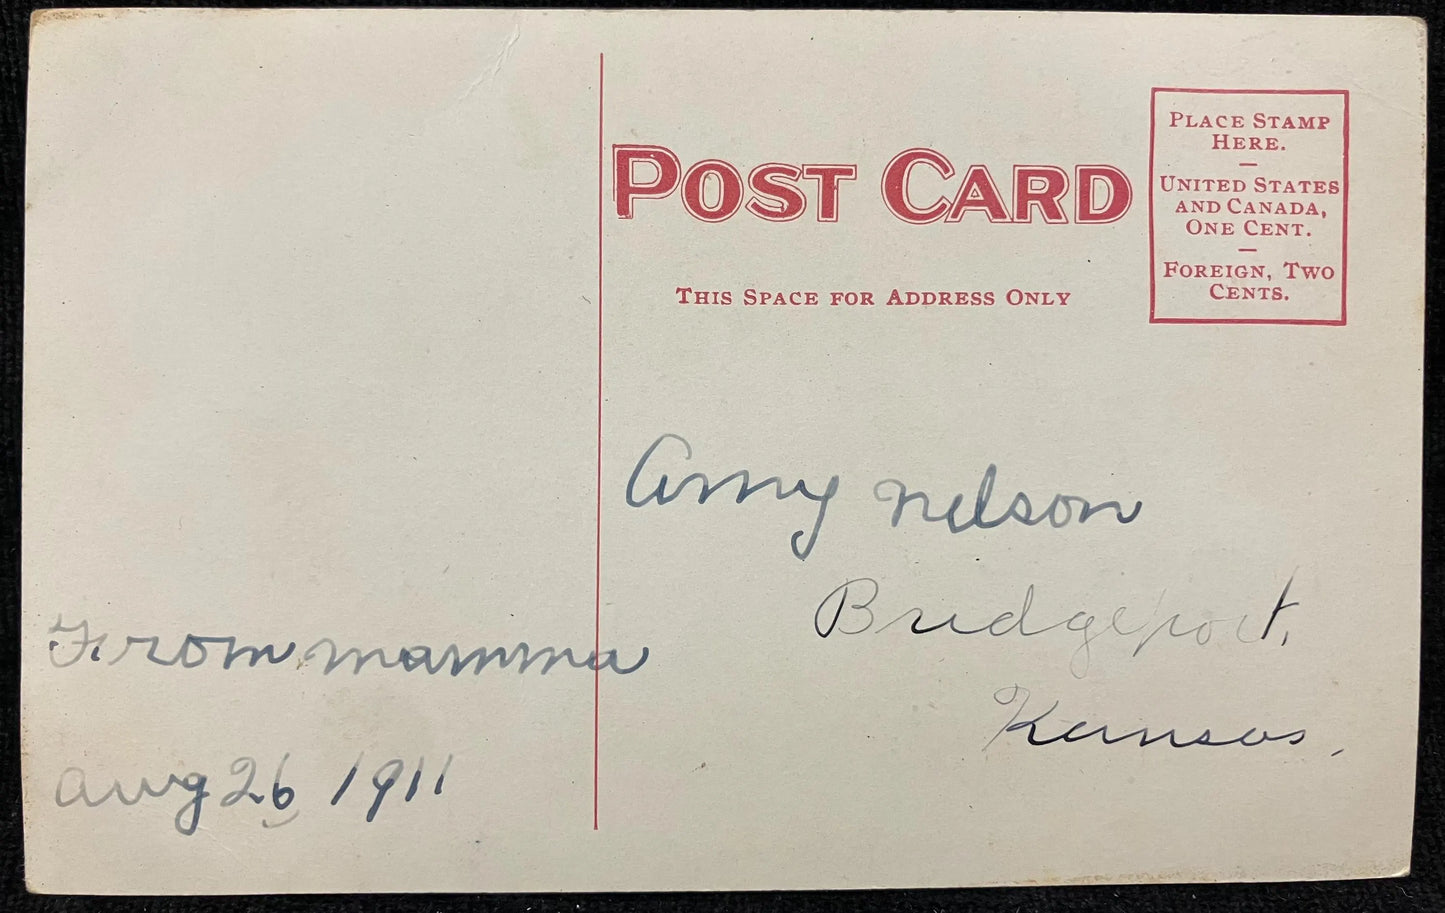 POST CARD
THIS SPACE FOR ADDRESS ONLY
PLACE STAMP
HERE.
—
UNITED STATES
AND CANADA,
ONE CENT.
—
FOREIGN, TWO
CENTS.
From mamma
Aug 26 1911
Amy Nelson
Bridgeport,
Kansas.